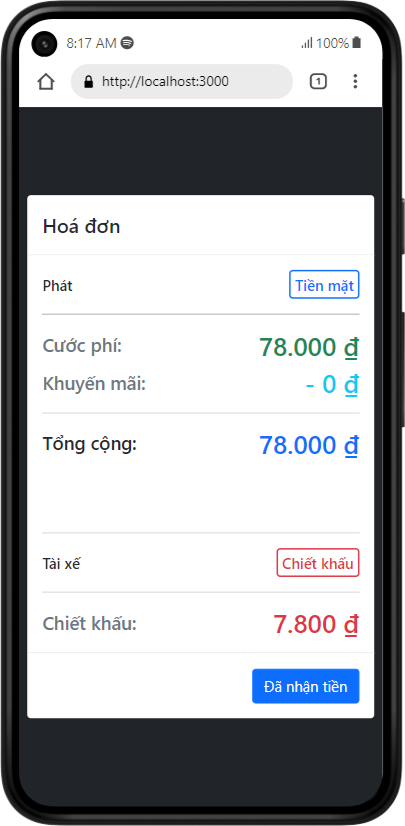 8:17 AM 100%
http://localhost:3000 1
Hoá đơn
Phát Tiền mặt
Cước phí: 78.000 ₫
Khuyến mãi: - 0 ₫
Tổng cộng: 78.000 ₫
Tài xế Chiết khấu
Chiết khấu: 7.800 ₫
Đã nhận tiền